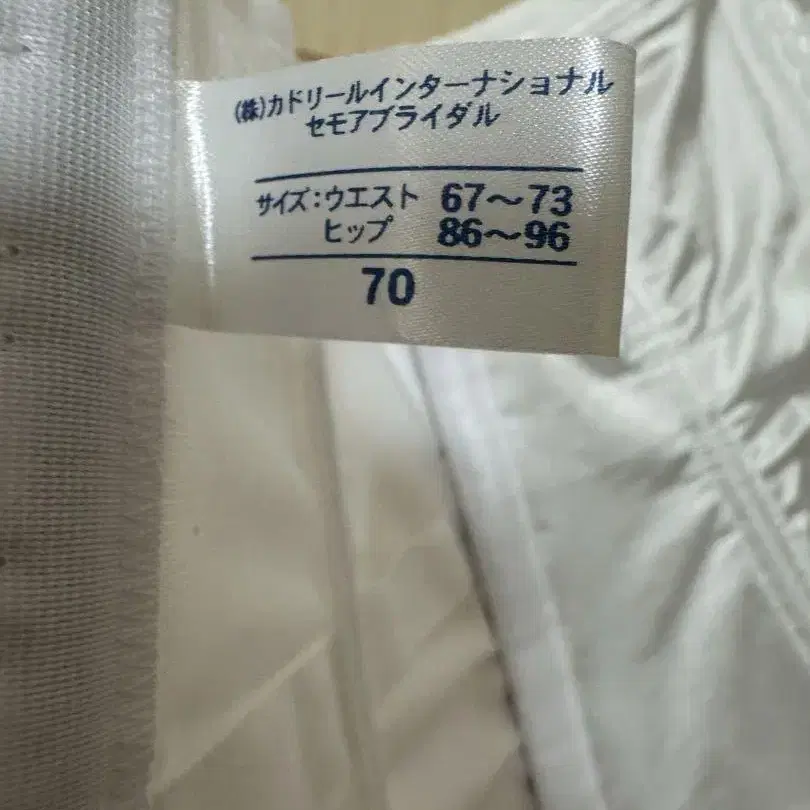 (株)カドリールインターナショナル
セモアブライダル
サイズ:ウエスト 67～73
ヒップ 86～96
70